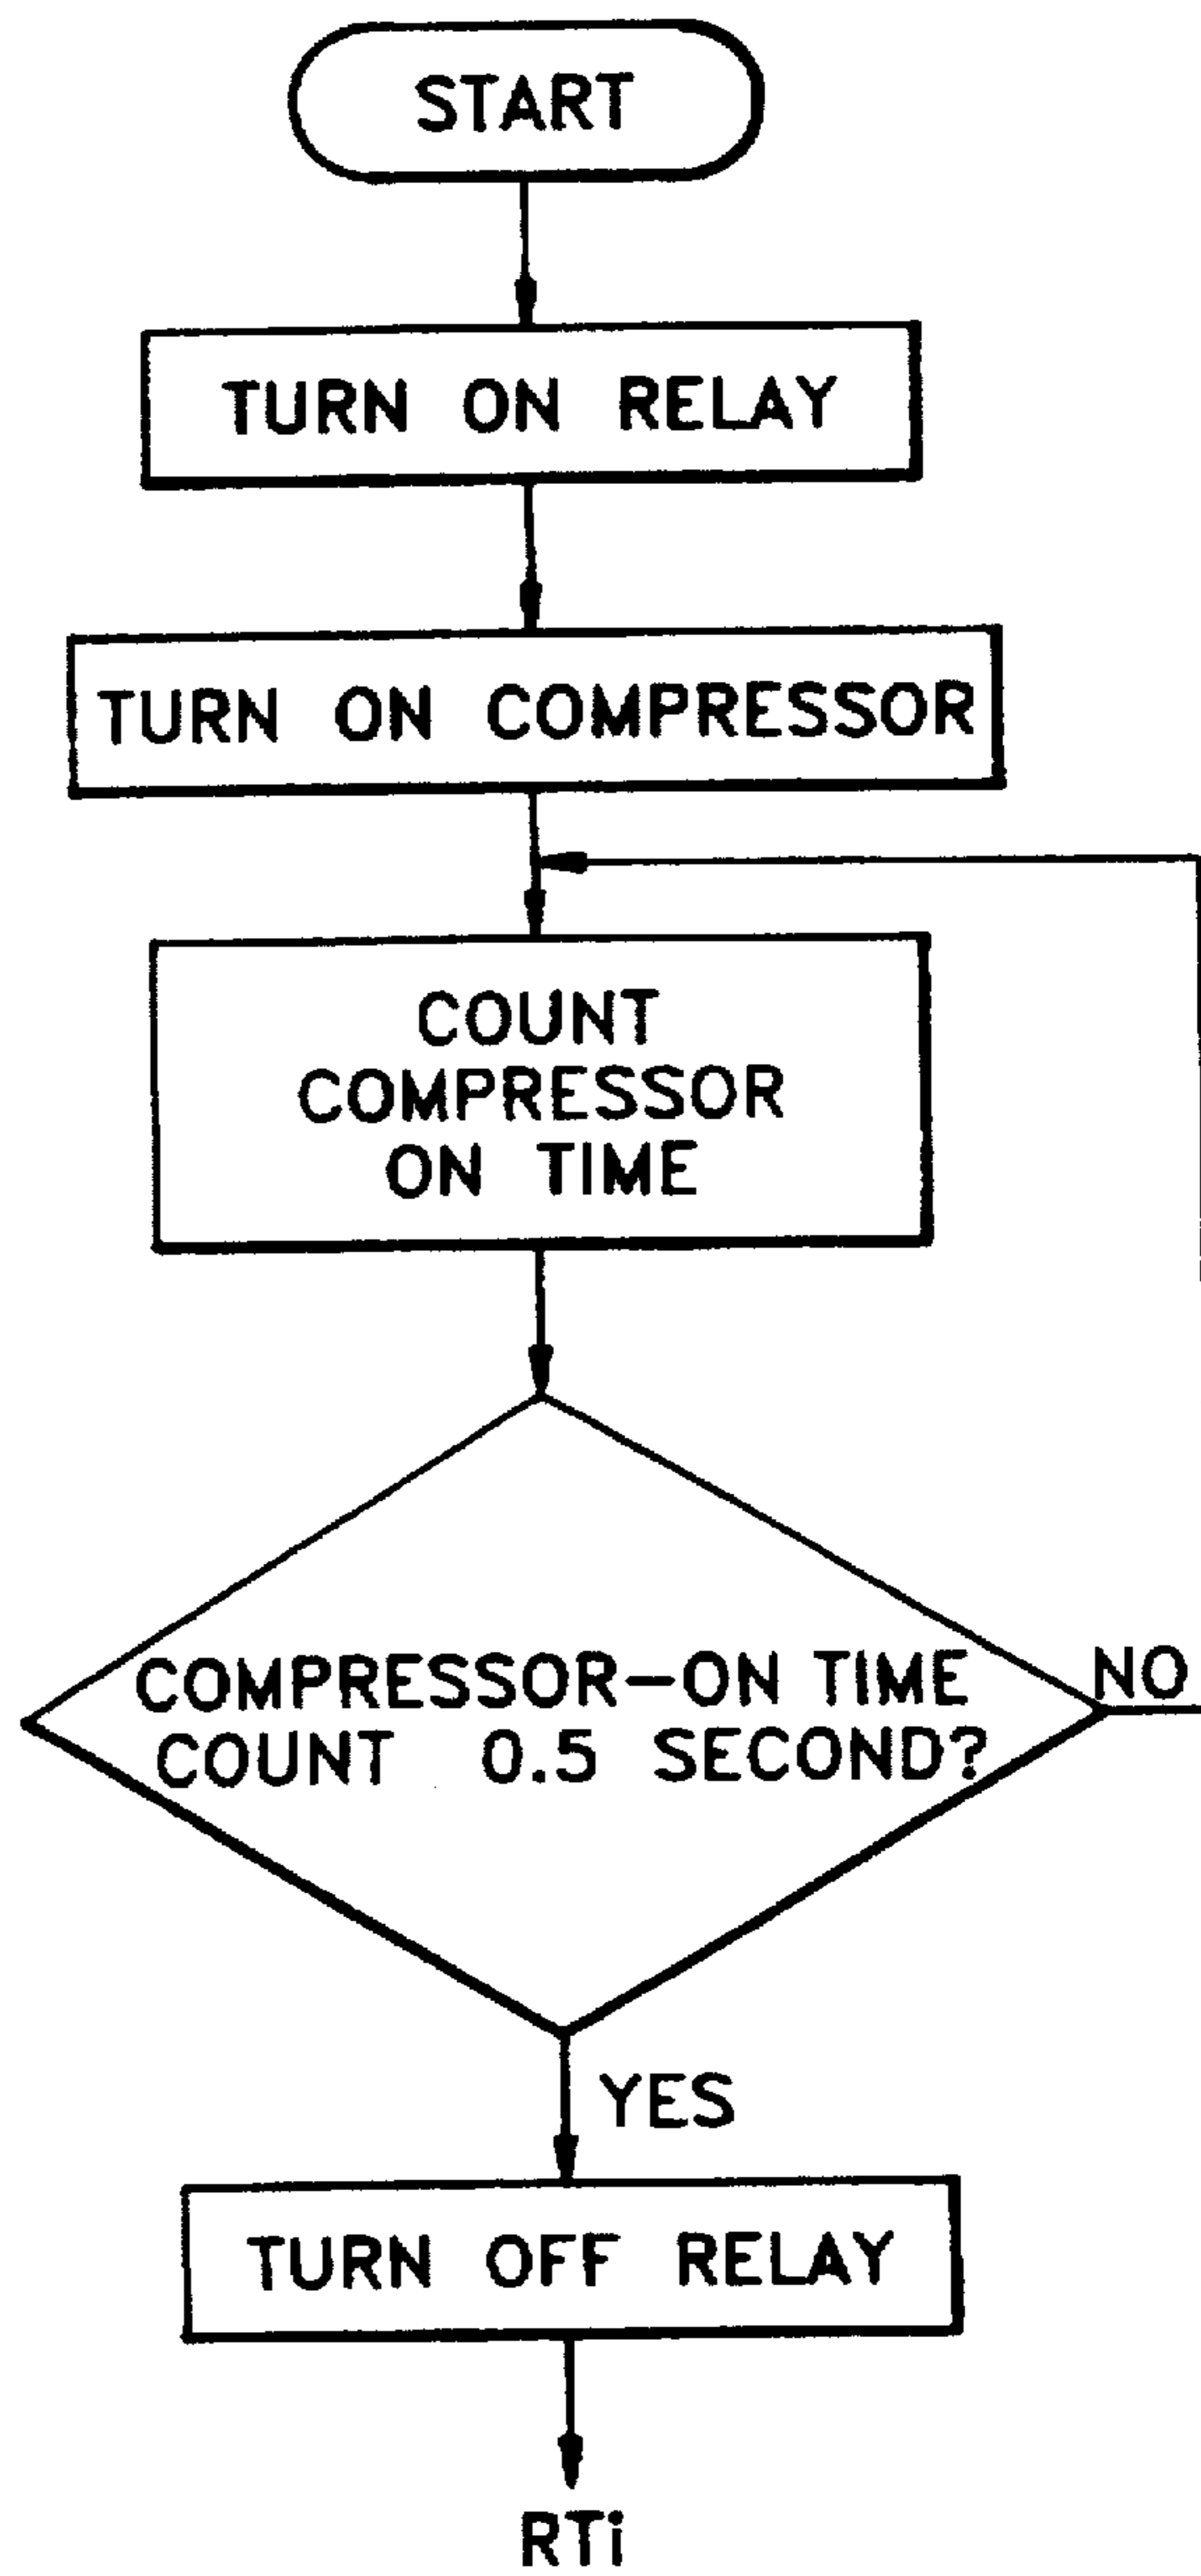 START
TURN ON RELAY
TURN ON COMPRESSOR
COUNT
COMPRESSOR
ON TIME
COMPRESSOR-ON TIME
COUNT 0.5 SECOND?
NO
YES
TURN OFF RELAY
RTi